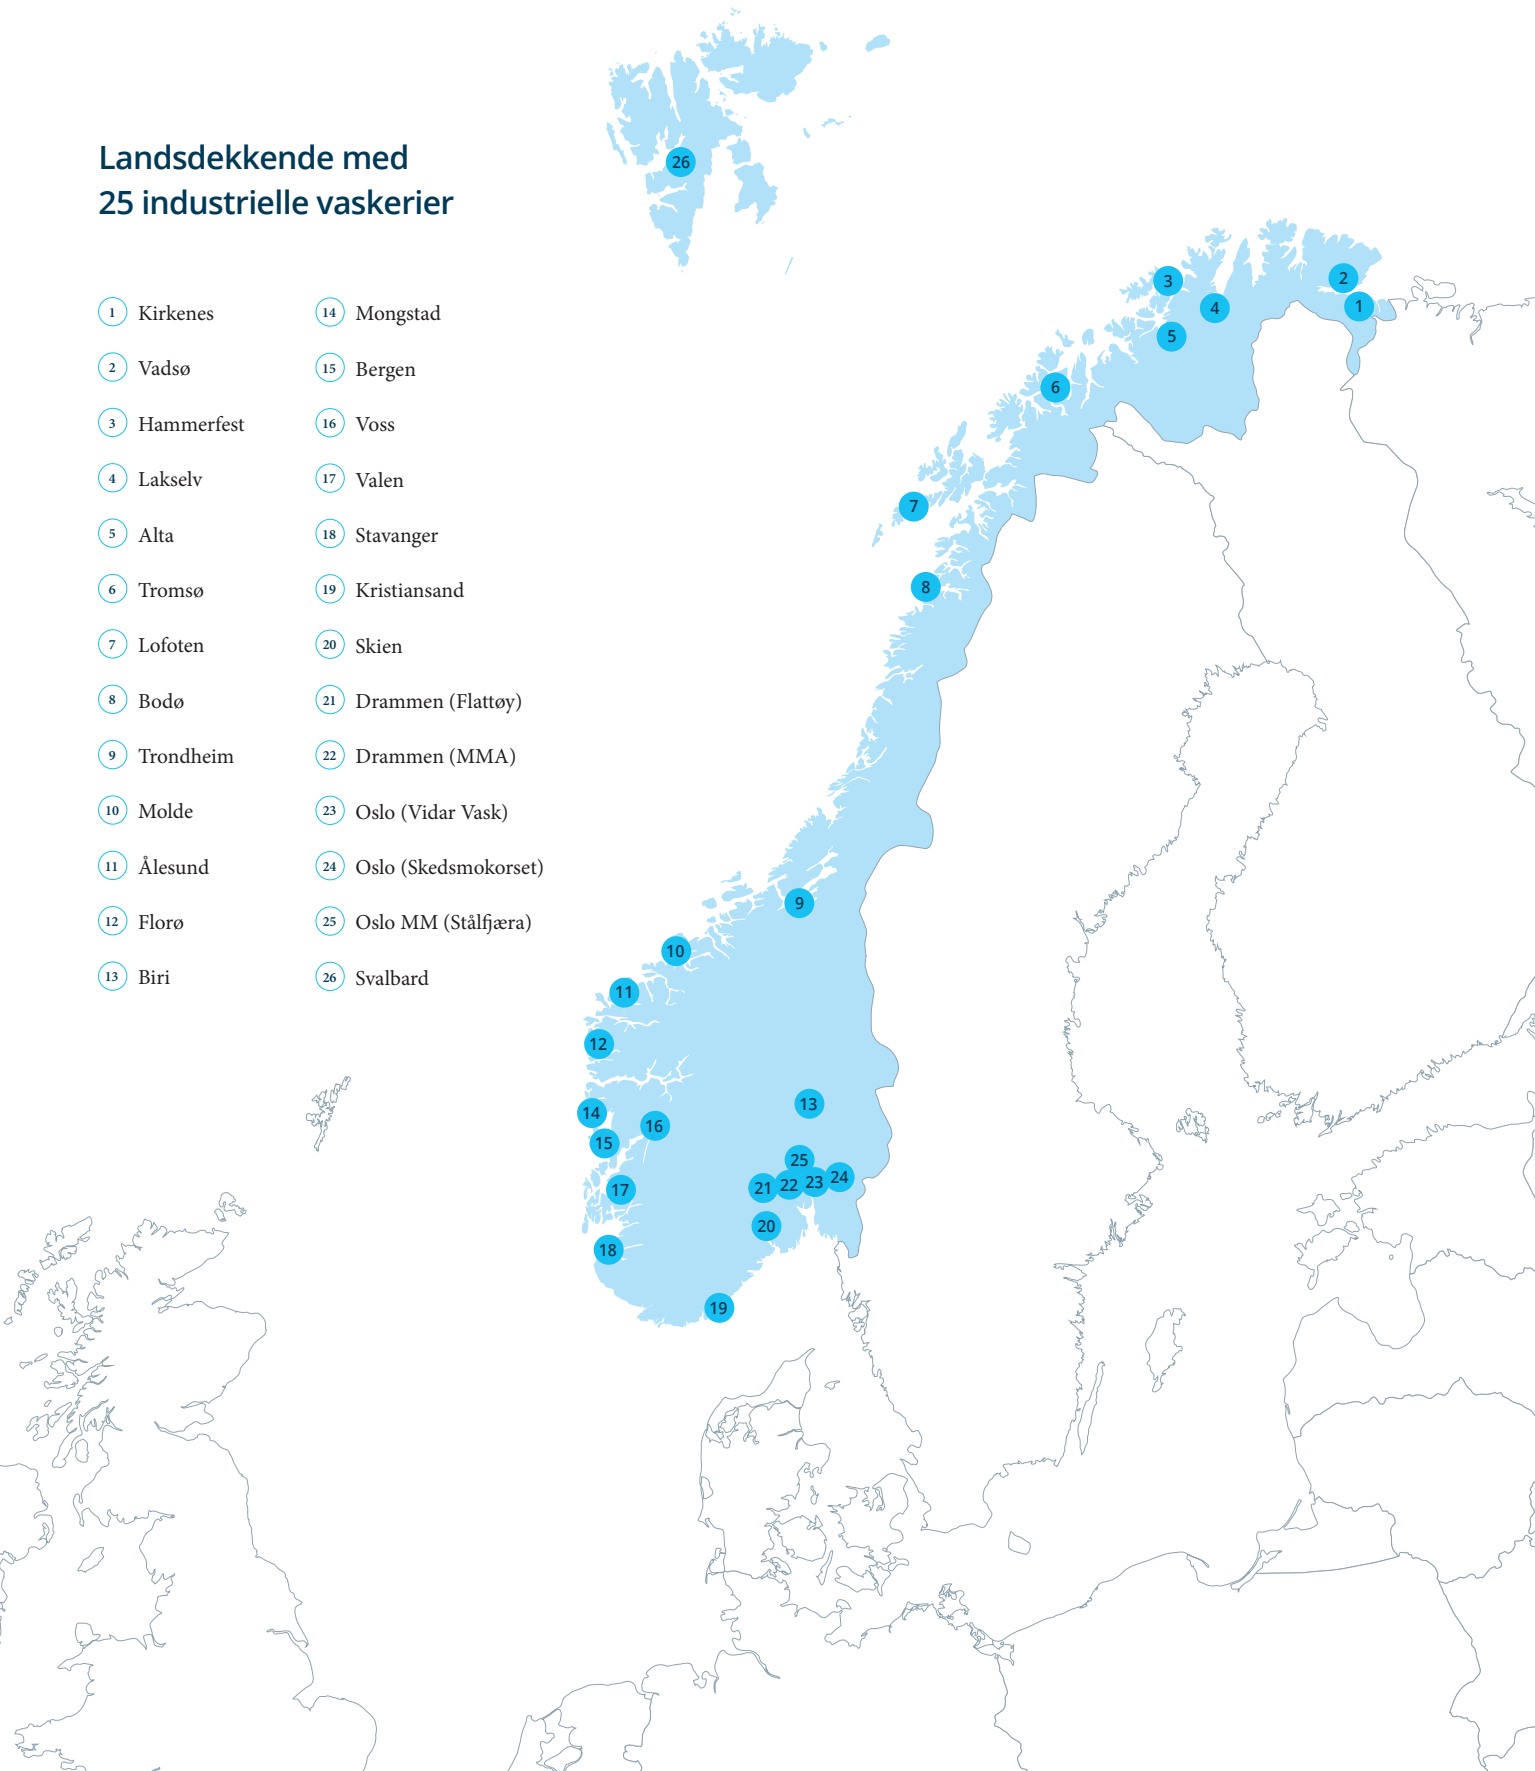 Landsdekkende med
25 industrielle vaskerier
1 Kirkenes
2 Vadsø
3 Hammerfest
4 Lakselv
5 Alta
6 Tromsø
7 Lofoten
8 Bodø
9 Trondheim
10 Molde
11 Ålesund
12 Florø
13 Biri
14 Mongstad
15 Bergen
16 Voss
17 Valen
18 Stavanger
19 Kristiansand
20 Skien
21 Drammen (Flattøy)
22 Drammen (MMA)
23 Oslo (Vidar Vask)
24 Oslo (Skedsmokorset)
25 Oslo MM (Stålfjæra)
26 Svalbard
26
2
3
1
4
5
6
7
8
9
10
11
12
13
14
16
15
25
24
23
22
21
17
20
18
19